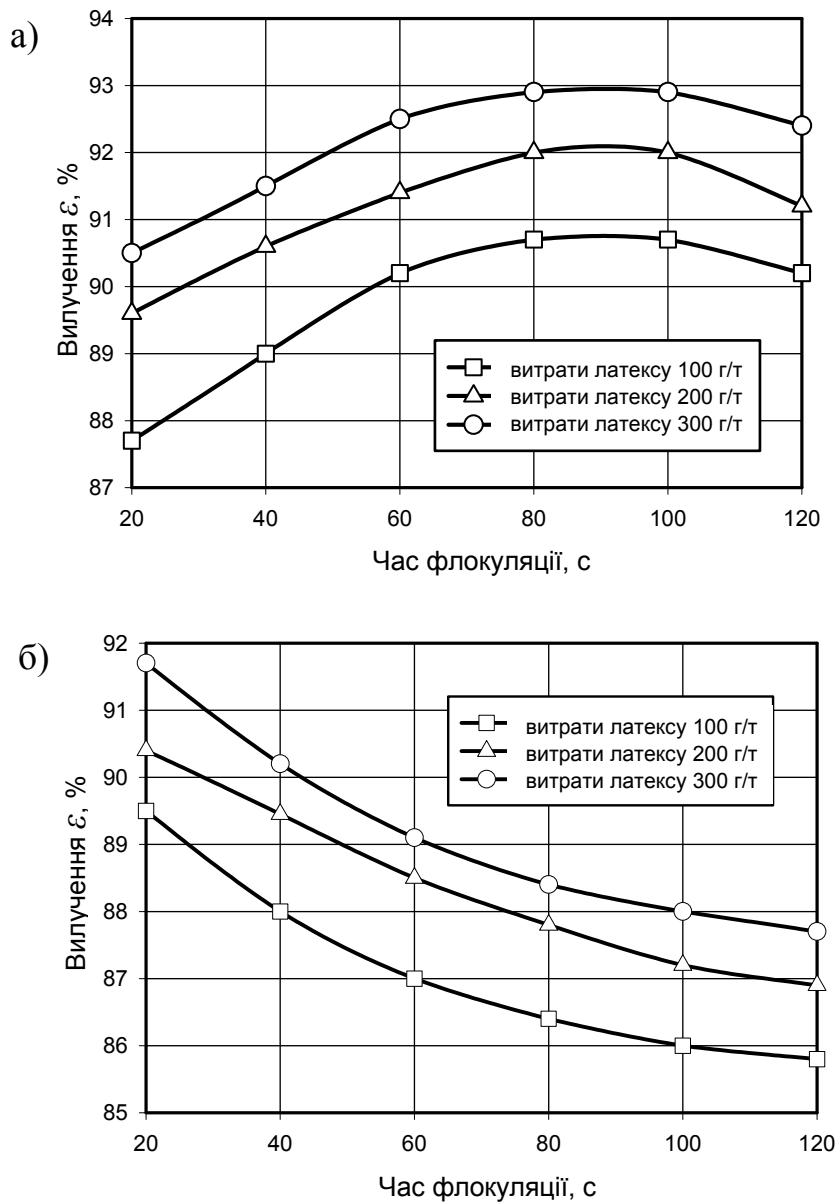 а)
94
93
92
91
90
89
88
87
Вилучення ε, %
витрати латексу 100 г/т
витрати латексу 200 г/т
витрати латексу 300 г/т
20 40 60 80 100 120
Час флокуляції, с
б)
92
91
90
89
88
87
86
85
Вилучення ε, %
витрати латексу 100 г/т
витрати латексу 200 г/т
витрати латексу 300 г/т
20 40 60 80 100 120
Час флокуляції, с